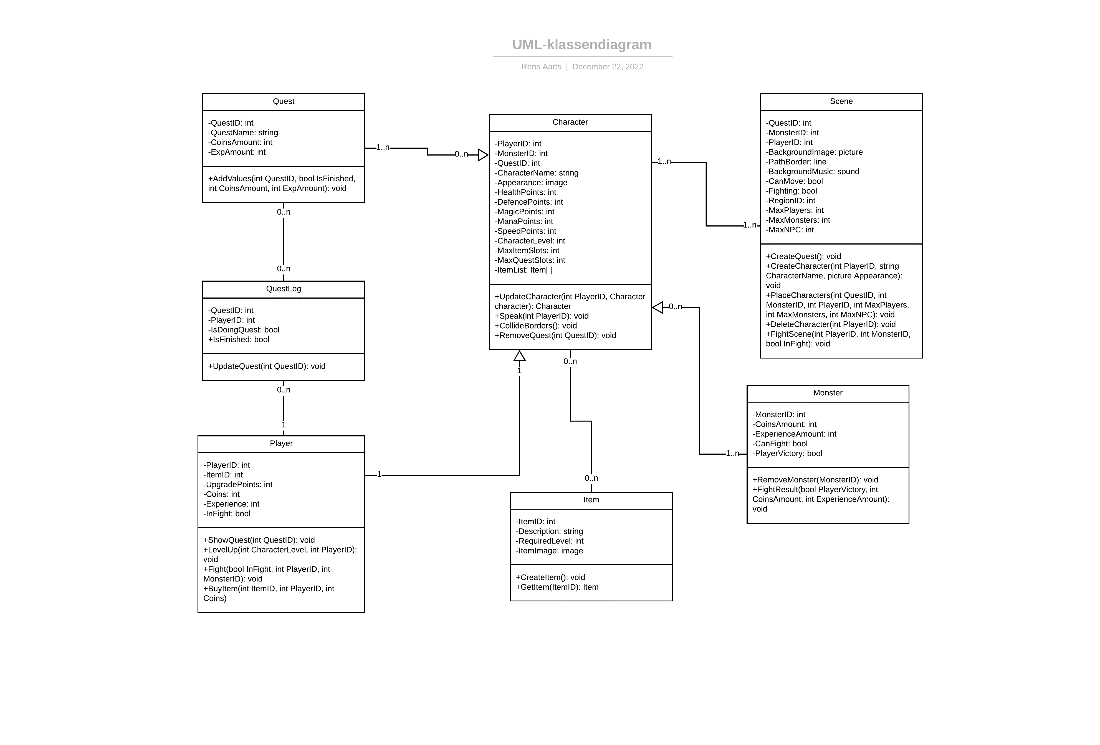 UML-klassendiagram
Rens Aarts | December 22, 2022
Quest
-QuestID: int
-QuestName: string
-CoinsAmount: int
-ExpAmount: int
+AddValues(int QuestID, bool IsFinished,
int CoinsAmount, int ExpAmount): void
1..n
0..n
0..n
0..n
QuestLog
-QuestID: int
-PlayerID: int
-IsDoingQuest: bool
+IsFinished: bool
+UpdateQuest(int QuestID): void
0..n
1
Player
-PlayerID: int
-ItemID: int
-UpgradePoints: int
-Coins: int
-Experience: int
-InFight: bool
+ShowQuest(int QuestID): void
+LevelUp(int CharacterLevel, int PlayerID):
void
+Fight(bool InFight, int PlayerID, int
MonsterID): void
+BuyItem(int ItemID, int PlayerID, int
Coins)
1
1
Character
-PlayerID: int
-MonsterID: int
-QuestID: int
-CharacterName: string
-Appearance: image
-HealthPoints: int
-DefencePoints: int
-MagicPoints: int
-ManaPoints: int
-SpeedPoints: int
-CharacterLevel: int
-MaxItemSlots: int
-MaxQuestSlots: int
-ItemList: Item[ ]
+UpdateCharacter(int PlayerID, Character
character): Character
+Speak(int PlayerID): void
+CollideBorders(): void
+RemoveQuest(int QuestID): void
0..n
0..n
Item
-ItemID: int
-Description: string
-RequiredLevel: int
-ItemImage: image
+CreateItem(): void
+GetItem(ItemID): Item
1..n
1..n
Scene
-QuestID: int
-MonsterID: int
-PlayerID: int
-BackgroundImage: picture
-PathBorder: line
-BackgroundMusic: sound
-CanMove: bool
-Fighting: bool
-RegionID: int
-MaxPlayers: int
-MaxMonsters: int
-MaxNPC: int
+CreateQuest(): void
+CreateCharacter(int PlayerID, string
CharacterName, picture Appearance):
void
+PlaceCharacters(int QuestID, int
MonsterID, int PlayerID, int MaxPlayers,
int MaxMonsters, int MaxNPC): void
+DeleteCharacter(int PlayerID): void
+FightScene(int PlayerID, int MonsterID,
bool InFight): void
0..n
1..n
Monster
-MonsterID: int
-CoinsAmount: int
-ExperienceAmount: int
-CanFight: bool
-PlayerVictory: bool
+RemoveMonster(MonsterID): void
+FightResult(bool PlayerVictory, int
CoinsAmount, int ExperienceAmount):
void